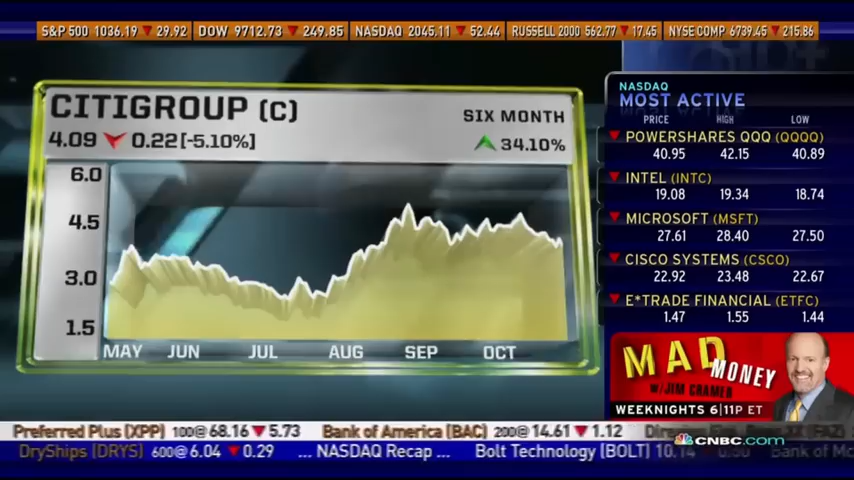 S&P 500 1036.19 ▼ 29.92 DOW 9712.73 ▼ 249.85 NASDAQ 2045.11 ▼ 52.44 RUSSELL 2000 562.77 ▼ 17.45 NYSE COMP 6739.45 ▼ 215.86
CITIGROUP (C)
SIX MONTH
4.09 ▼ 0.22 [-5.10%]
▲ 34.10%
6.0
4.5
3.0
1.5
MAY JUN JUL AUG SEP OCT
NASDAQ
MOST ACTIVE
PRICE HIGH LOW
▼ POWERSHARES QQQ (QQQQ)
40.95 42.15 40.89
▼ INTEL (INTC)
19.08 19.34 18.74
▼ MICROSOFT (MSFT)
27.61 28.40 27.50
▼ CISCO SYSTEMS (CSCO)
22.92 23.48 22.67
▼ E*TRADE FINANCIAL (ETFC)
1.47 1.55 1.44
MAD
MONEY
W/JIM CRAMER
WEEKNIGHTS 6|11P ET
Preferred Plus (XPP) 100@ 68.16 ▼ 5.73 Bank of America (BAC) 200@ 14.61 ▼ 1.12
CNBC.com
DryShips (DRYS) 600@ 6.04 ▼ 0.29 ... NASDAQ Recap ... Bolt Technology (BOLT) 10.14 Bank of